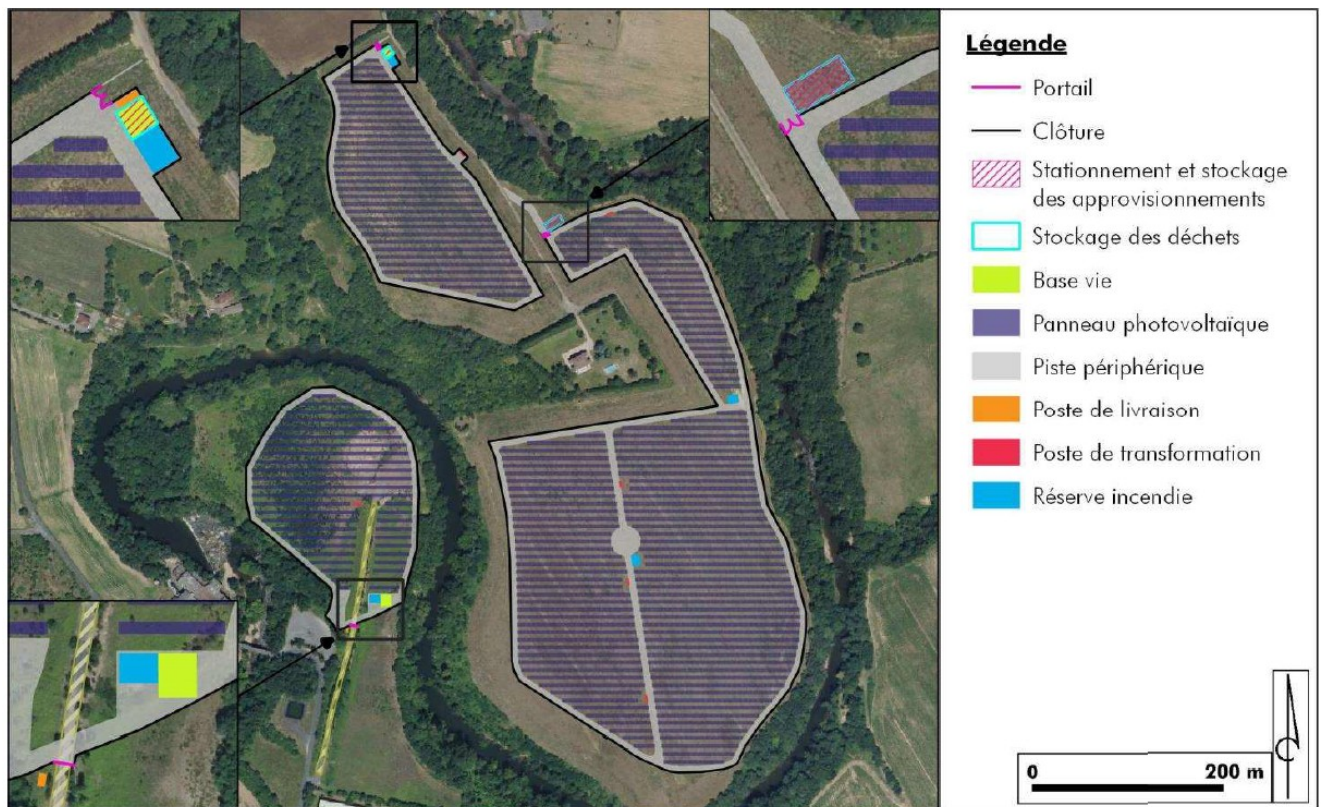 Légende
Portail
Clôture
Stationnement et stockage
des approvisionnements
Stockage des déchets
Base vie
Panneau photovoltaïque
Piste périphérique
Poste de livraison
Poste de transformation
Réserve incendie
0 200 m